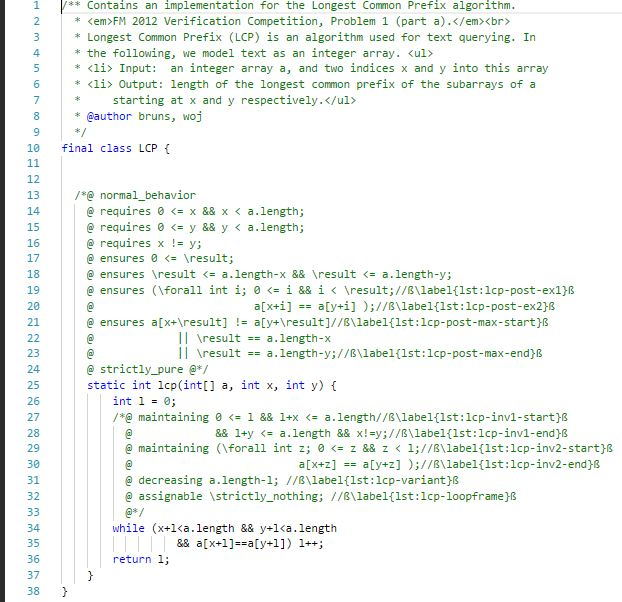 1 /** Contains an implementation for the Longest Common Prefix algorithm.
2 * <em>FM 2012 Verification Competition, Problem 1 (part a).</em><br>
3 * Longest Common Prefix (LCP) is an algorithm used for text querying. In
4 * the following, we model text as an integer array. <ul>
5 * <li> Input:  an integer array a, and two indices x and y into this array
6 * <li> Output: length of the longest common prefix of the subarrays of a
7 *     starting at x and y respectively.</ul>
8 * @author bruns, woj
9 */
10 final class LCP {
11
12
13 /*@ normal_behavior
14 @ requires 0 <= x && x < a.length;
15 @ requires 0 <= y && y < a.length;
16 @ requires x != y;
17 @ ensures 0 <= \result;
18 @ ensures \result <= a.length-x && \result <= a.length-y;
19 @ ensures (\forall int i; 0 <= i && i < \result;//ß\label{lst:lcp-post-ex1}ß
20 @                         a[x+i] == a[y+i] );//ß\label{lst:lcp-post-ex2}ß
21 @ ensures a[x+\result] != a[y+\result]//ß\label{lst:lcp-post-max-start}ß
22 @             || \result == a.length-x
23 @             || \result == a.length-y;//ß\label{lst:lcp-post-max-end}ß
24 @ strictly_pure @*/
25 static int lcp(int[] a, int x, int y) {
26 int l = 0;
27 /*@ maintaining 0 <= l && l+x <= a.length//ß\label{lst:lcp-inv1-start}ß
28 @             && l+y <= a.length && x!=y;//ß\label{lst:lcp-inv1-end}ß
29 @ maintaining (\forall int z; 0 <= z && z < l;//ß\label{lst:lcp-inv2-start}ß
30 @                          a[x+z] == a[y+z] );//ß\label{lst:lcp-inv2-end}ß
31 @ decreasing a.length-l; //ß\label{lst:lcp-variant}ß
32 @ assignable \strictly_nothing; //ß\label{lst:lcp-loopframe}ß
33 @*/
34 while (x+l<a.length && y+l<a.length
35 && a[x+l]==a[y+l]) l++;
36 return l;
37 }
38 }